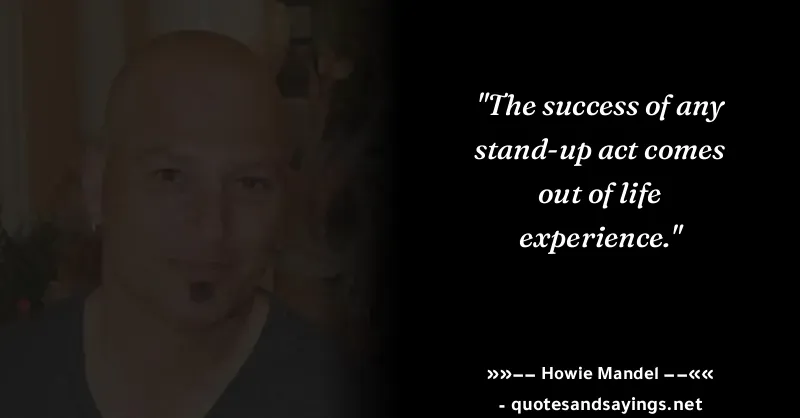 "The success of any
stand-up act comes
out of life
experience."
»»−− Howie Mandel −−««
- quotesandsayings.net